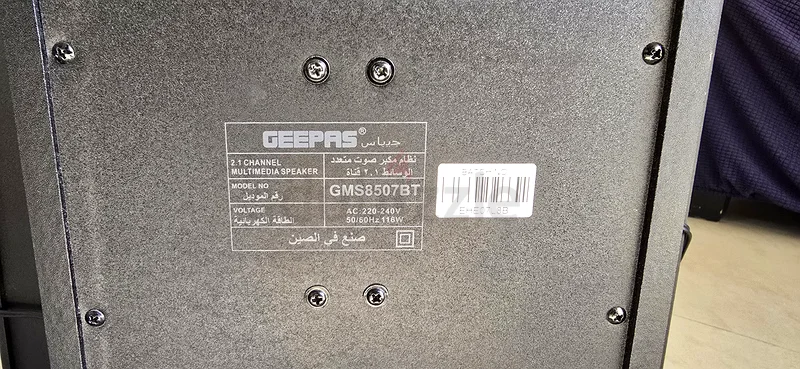 GEEPAS® جيباس
2.1 CHANNEL
MULTIMEDIA SPEAKER
نظام مكبر صوت متعدد
الوسائط ٢.١ قناة
MODEL NO
رقم الموديل
GMS8507BT
VOLTAGE
الطاقة الكهربائية
AC.220-240V
50/60Hz 116W
صنع في الصين